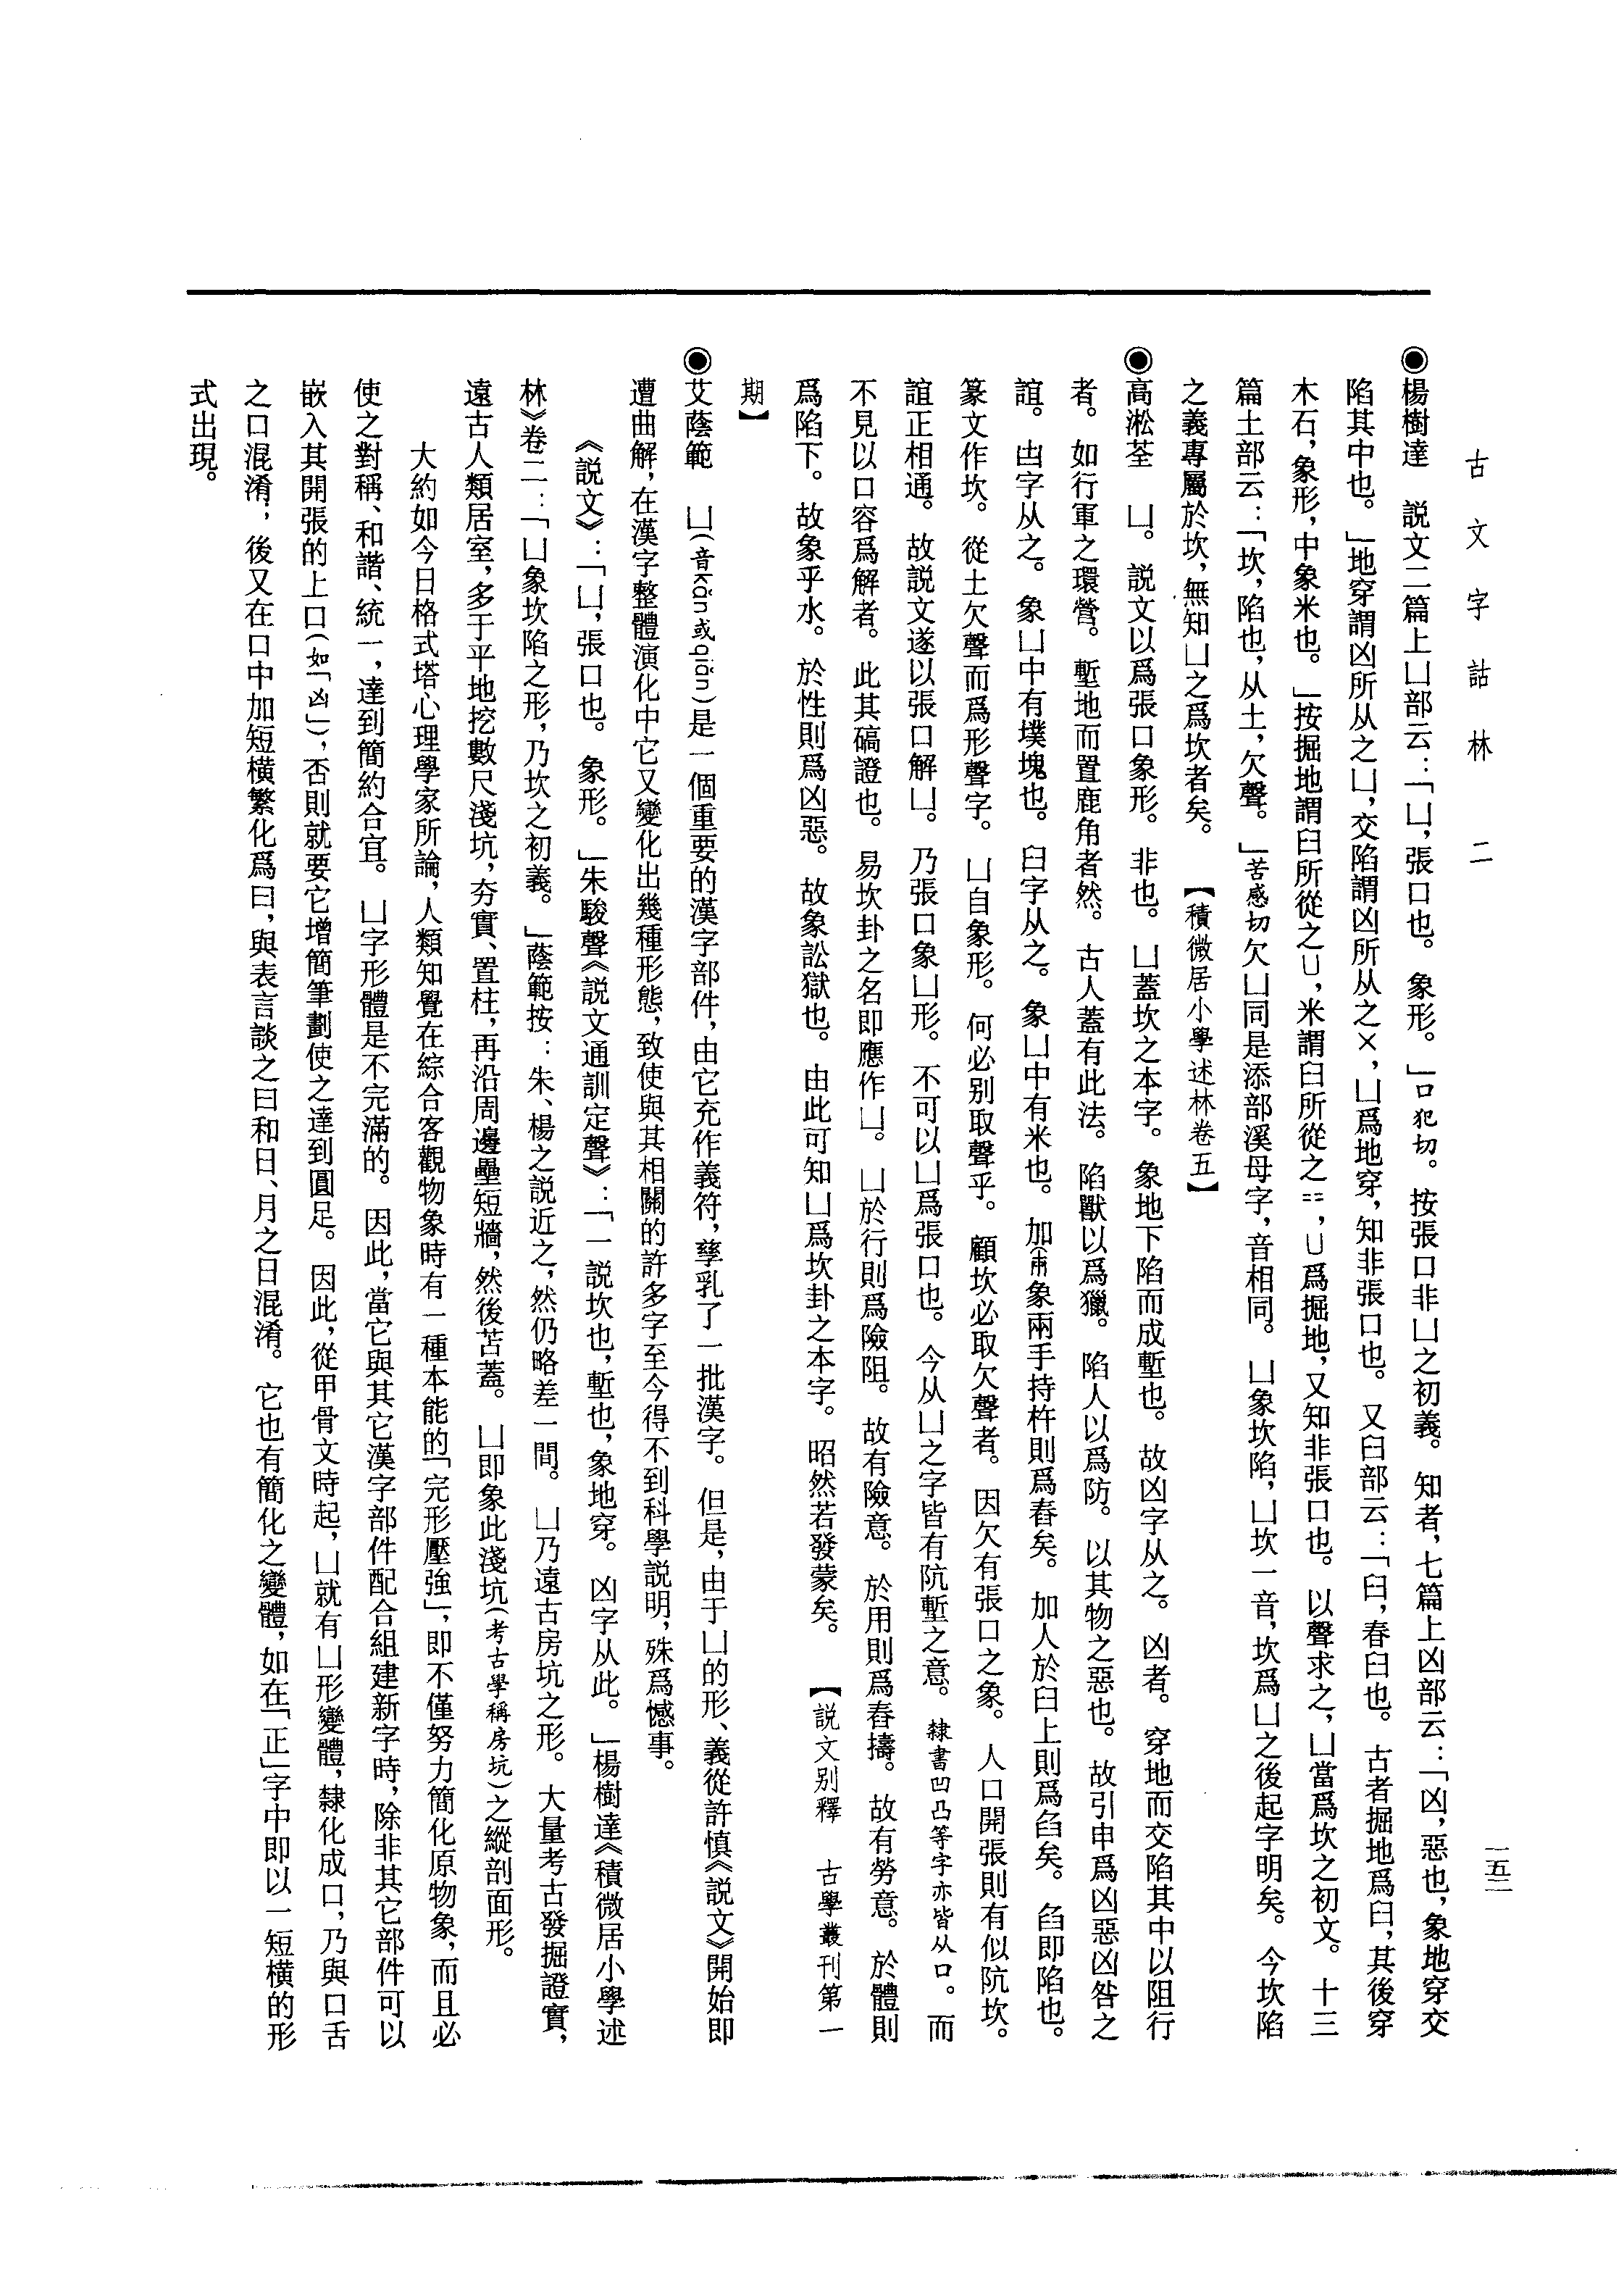 古文字詁林 二
一五二
◉楊樹達 説文二篇上凵部云：「凵，張口也。象形。」口犯切。按張口非凵之初義。知者，七篇上凶部云：「凶，惡也，象地穿交
陷其中也。」地穿謂凶所从之凵，交陷謂凶所从之×，凵爲地穿，知非張口也。又臼部云：「臼，舂臼也。古者掘地爲臼，其後穿
木石，象形，中象米也。」按掘地謂臼所從之凵，米謂臼所從之，凵爲掘地，又知非張口也。以聲求之，凵當爲坎之初文。十三
篇土部云：「坎，陷也，从土，欠聲。」苦感切欠凵同是添部溪母字，音相同。凵象坎陷，凵坎一音，坎爲凵之後起字明矣。今坎陷
之義專屬於坎，無知凵之爲坎者矣。 【積微居小學述林卷五】
◉高淞荃 凵。説文以爲張口象形。非也。凵蓋坎之本字。象地下陷而成塹也。故凶字从之。凶者。穿地而交陷其中以阻行
者。如行軍之環營。塹地而置鹿角者然。古人蓋有此法。陷獸以爲獵。陷人以爲防。以其物之惡也。故引申爲凶惡凶咎之
誼。凷字从之。象凵中有墣塊也。臼字从之。象凵中有米也。加象兩手持杵則爲舂矣。加人於臼上則爲臽矣。臽即陷也。
篆文作坎。從土欠聲而爲形聲字。凵自象形。何必别取聲乎。顧坎必取欠聲者。因欠有張口之象。人口開張則有似阬坎。
誼正相通。故説文遂以張口解凵。乃張口象凵形。不可以凵爲張口也。今从凵之字皆有阬塹之意。隸書凹凸等字亦皆从口。而
不見以口容爲解者。此其碻證也。易坎卦之名即應作凵。凵於行則爲險阻。故有險意。於用則爲舂擣。故有勞意。於體則
爲陷下。故象乎水。於性則爲凶惡。故象訟獄也。由此可知凵爲坎卦之本字。昭然若發蒙矣。 【説文别釋 古學叢刊第一
期】
◉艾蔭範 凵（音kǎn或qiǎn）是一個重要的漢字部件，由它充作義符，孳乳了一批漢字。但是，由于凵的形、義從許慎《説文》開始即
遭曲解，在漢字整體演化中它又變化出幾種形態，致使與其相關的許多字至今得不到科學説明，殊爲憾事。
《説文》：「凵，張口也。象形。」朱駿聲《説文通訓定聲》：「一説坎也，塹也，象地穿。凶字从此。」楊樹達《積微居小學述
林》卷二：「凵象坎陷之形，乃坎之初義。」蔭範按：朱、楊之説近之，然仍略差一間。凵乃遠古房坑之形。大量考古發掘證實，
遠古人類居室，多于平地挖數尺淺坑，夯實、置柱，再沿周邊壘短牆，然後苫蓋。凵即象此淺坑（考古學稱房坑）之縱剖面形。
大約如今日格式塔心理學家所論，人類知覺在綜合客觀物象時有一種本能的「完形壓強」，即不僅努力簡化原物象，而且必
使之對稱、和諧、統一，達到簡約合宜。凵字形體是不完滿的。因此，當它與其它漢字部件配合組建新字時，除非其它部件可以
嵌入其開張的上口（如「凶」），否則就要它增簡筆劃使之達到圓足。因此，從甲骨文時起，凵就有凵形變體，隸化成口，乃與口舌
之口混淆；後又在口中加短橫繁化爲曰，與表言談之曰和日、月之日混淆。它也有簡化之變體，如在「正」字中即以一短橫的形
式出現。